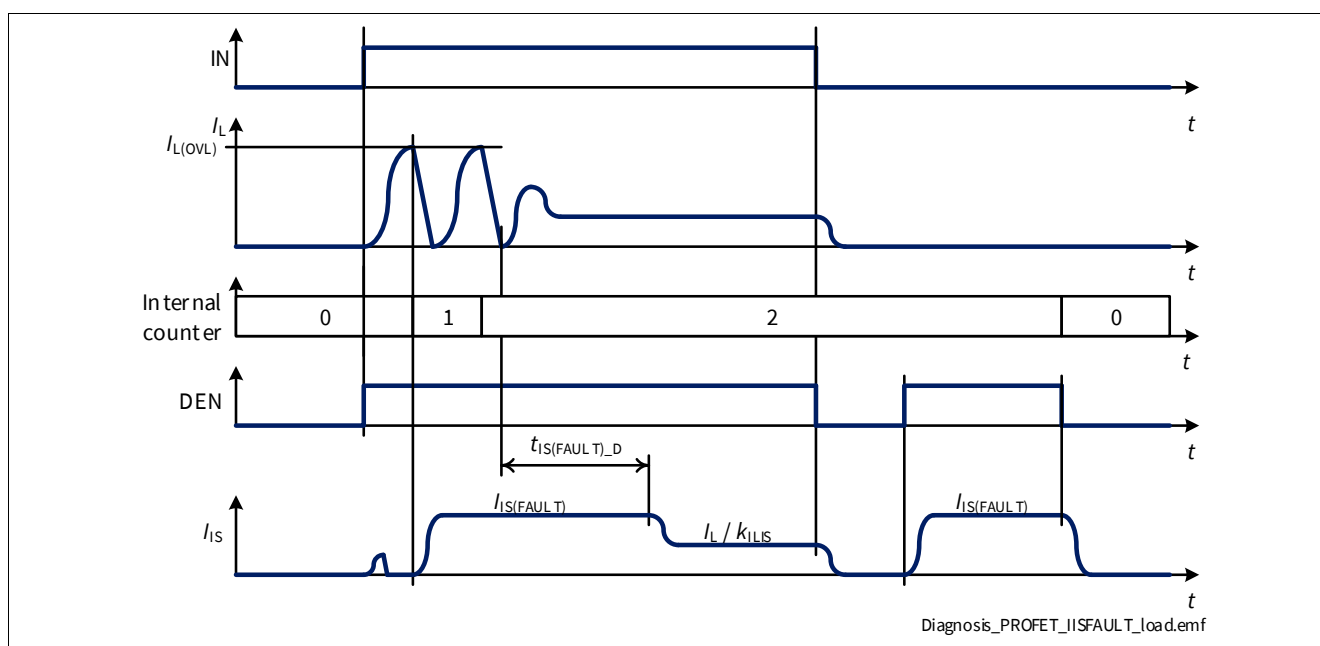 IN
t
I_L
I_L(OVL)
t
Internal
counter
0 1 2 0
t
DEN
t
t_IS(FAULT)_D
I_IS(FAULT) I_IS(FAULT)
I_IS
I_L / k_ILIS
t
Diagnosis_PROFET_IISFAULT_load.emf